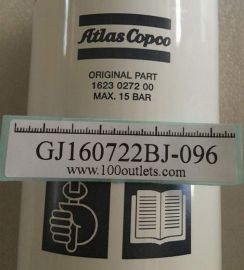 Atlas Copco
ORIGINAL PART
1623 0272 00
MAX. 15 BAR
GJ160722BJ-096
www.100outlets.com